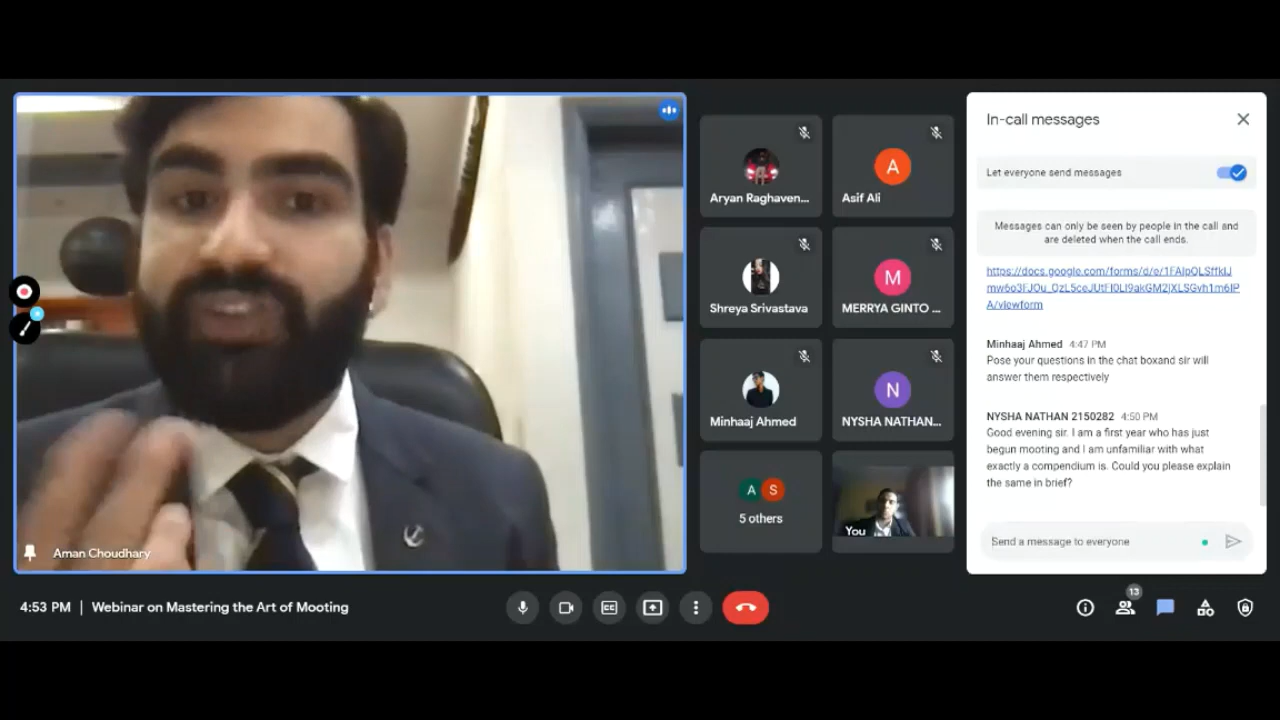 Aman Choudhary
Aryan Raghaven...
Asif Ali
A
Shreya Srivastava
MERRYA GINTO ...
M
Minhaaj Ahmed
NYSHA NATHAN...
N
A S
5 others
You
In-call messages
Let everyone send messages
Messages can only be seen by people in the call and
are deleted when the call ends.
Minhaaj Ahmed 4:47 PM
Pose your questions in the chat boxand sir will
answer them respectively
NYSHA NATHAN 2150282 4:50 PM
Good evening sir. I am a first year who has just
begun mooting and I am unfamiliar with what
exactly a compendium is. Could you please explain
the same in brief?
Send a message to everyone
4:53 PM | Webinar on Mastering the Art of Mooting
CC
13